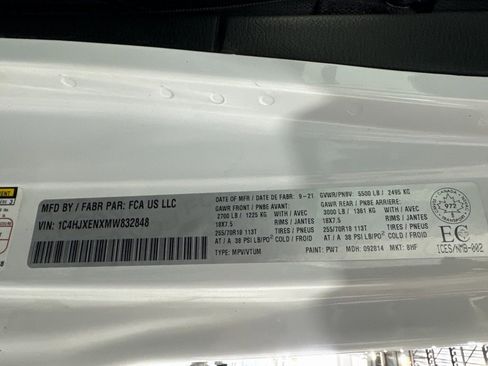 MFD BY / FABR PAR: FCA US LLC
VIN: 1C4HJXENXMW832848
DATE OF MFR / DATE DE FABR: 9-21
GVWR/PNBV: 5500 LB / 2495 KG
GAWR FRONT / PNBE AVANT:
2700 LB / 1225 KG WITH / AVEC
18X7.5 RIMS / JANTES
255/70R18 113T TIRES / PNEUS
AT / A 38 PSI LB/PO² COLD / A FROID
GAWR REAR / PNBE ARRIERE:
3000 LB / 1361 KG WITH / AVEC
18X7.5 RIMS / JANTES
255/70R18 113T TIRES / PNEUS
AT / A 38 PSI LB/PO² COLD / A FROID
TYPE: MPV/VTUM
PAINT: PW7 MDH: 092814 MKT: BHF
CANADA
972
TRANSPORT
EC
ICES/NMB-002